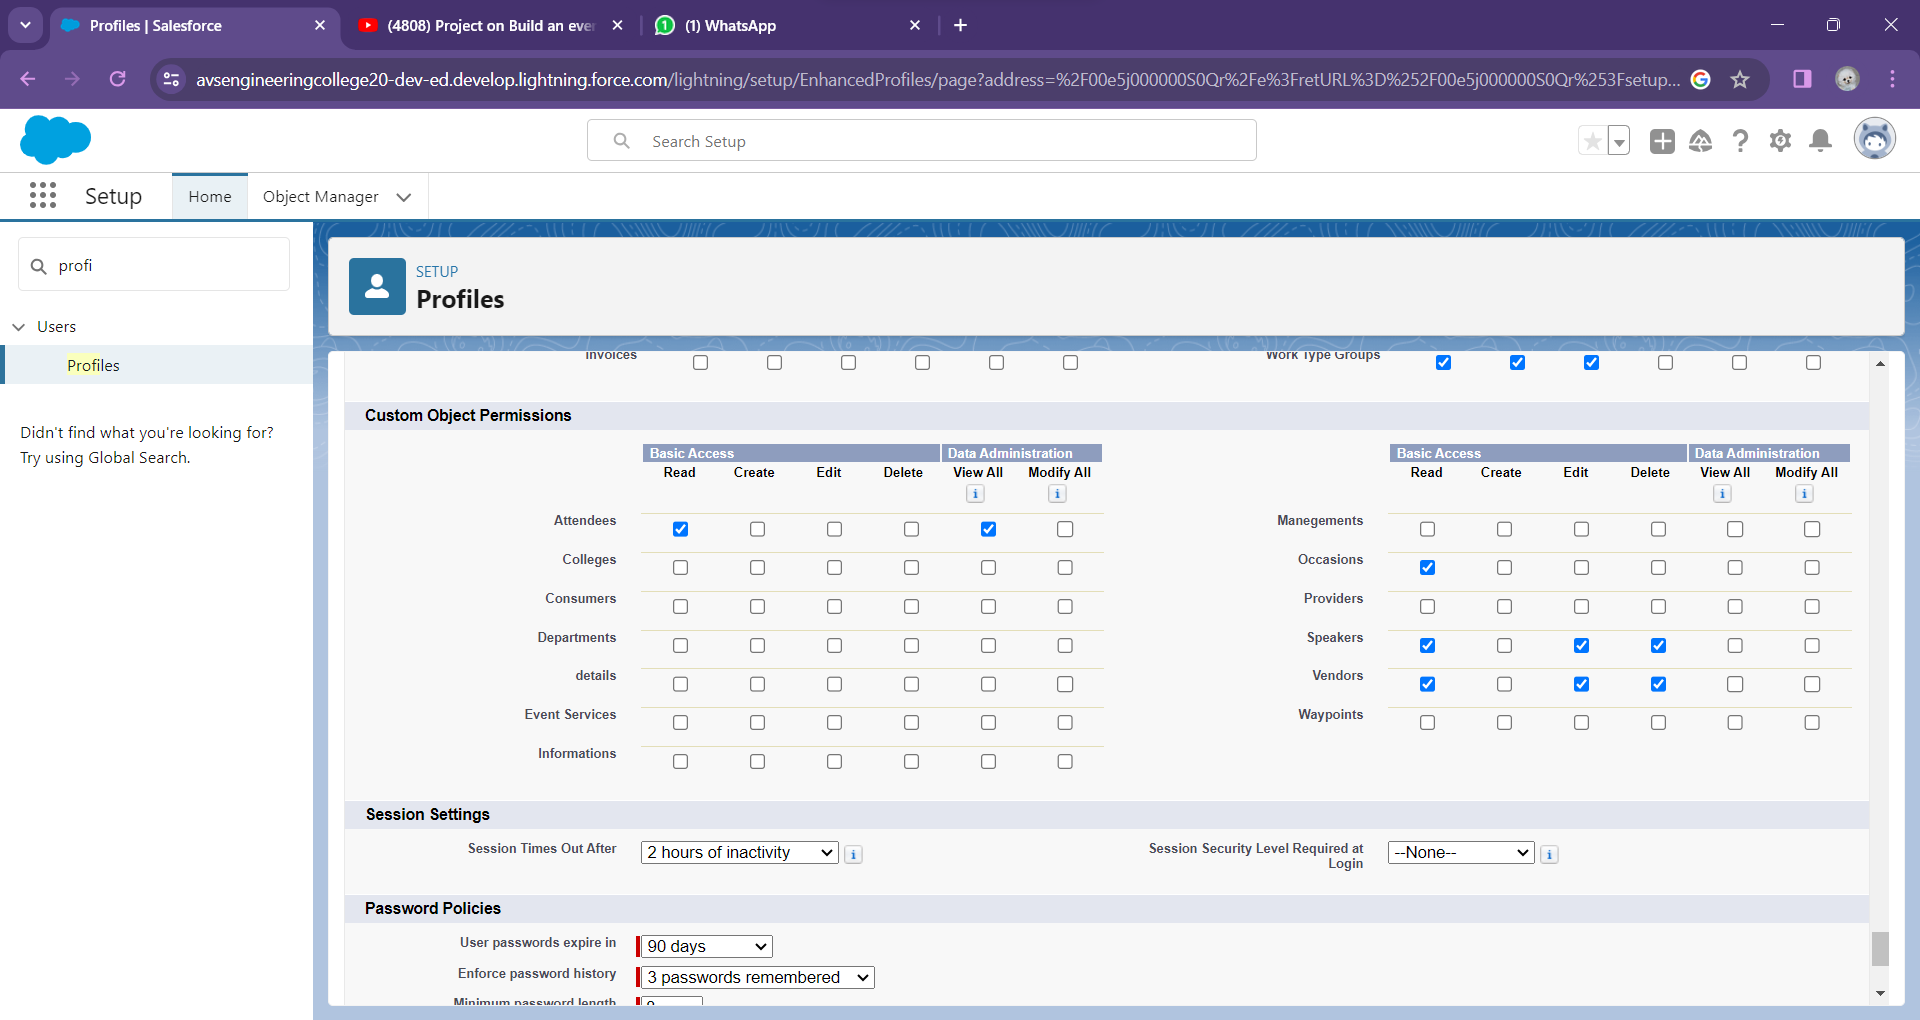 Profiles | Salesforce
(4808) Project on Build an eve
(1) WhatsApp
avsengineeringcollege20-dev-ed.develop.lightning.force.com/lightning/setup/EnhancedProfiles/page?address=%2F00e5j000000S0Qr%2Fe%3FretURL%3D%252F00e5j000000S0Qr%253Fsetup...
Search Setup
Setup
Home
Object Manager
profi
SETUP
Profiles
Users
Profiles
Didn't find what you're looking for?
Try using Global Search.
Invoices
Work Type Groups
Custom Object Permissions
Basic Access Data Administration
Read Create Edit Delete View All Modify All
Attendees
Colleges
Consumers
Departments
details
Event Services
Informations
Basic Access Data Administration
Read Create Edit Delete View All Modify All
Manegements
Occasions
Providers
Speakers
Vendors
Waypoints
Session Settings
Session Times Out After 2 hours of inactivity
Session Security Level Required at
Login
--None--
Password Policies
User passwords expire in 90 days
Enforce password history 3 passwords remembered
Minimum password length